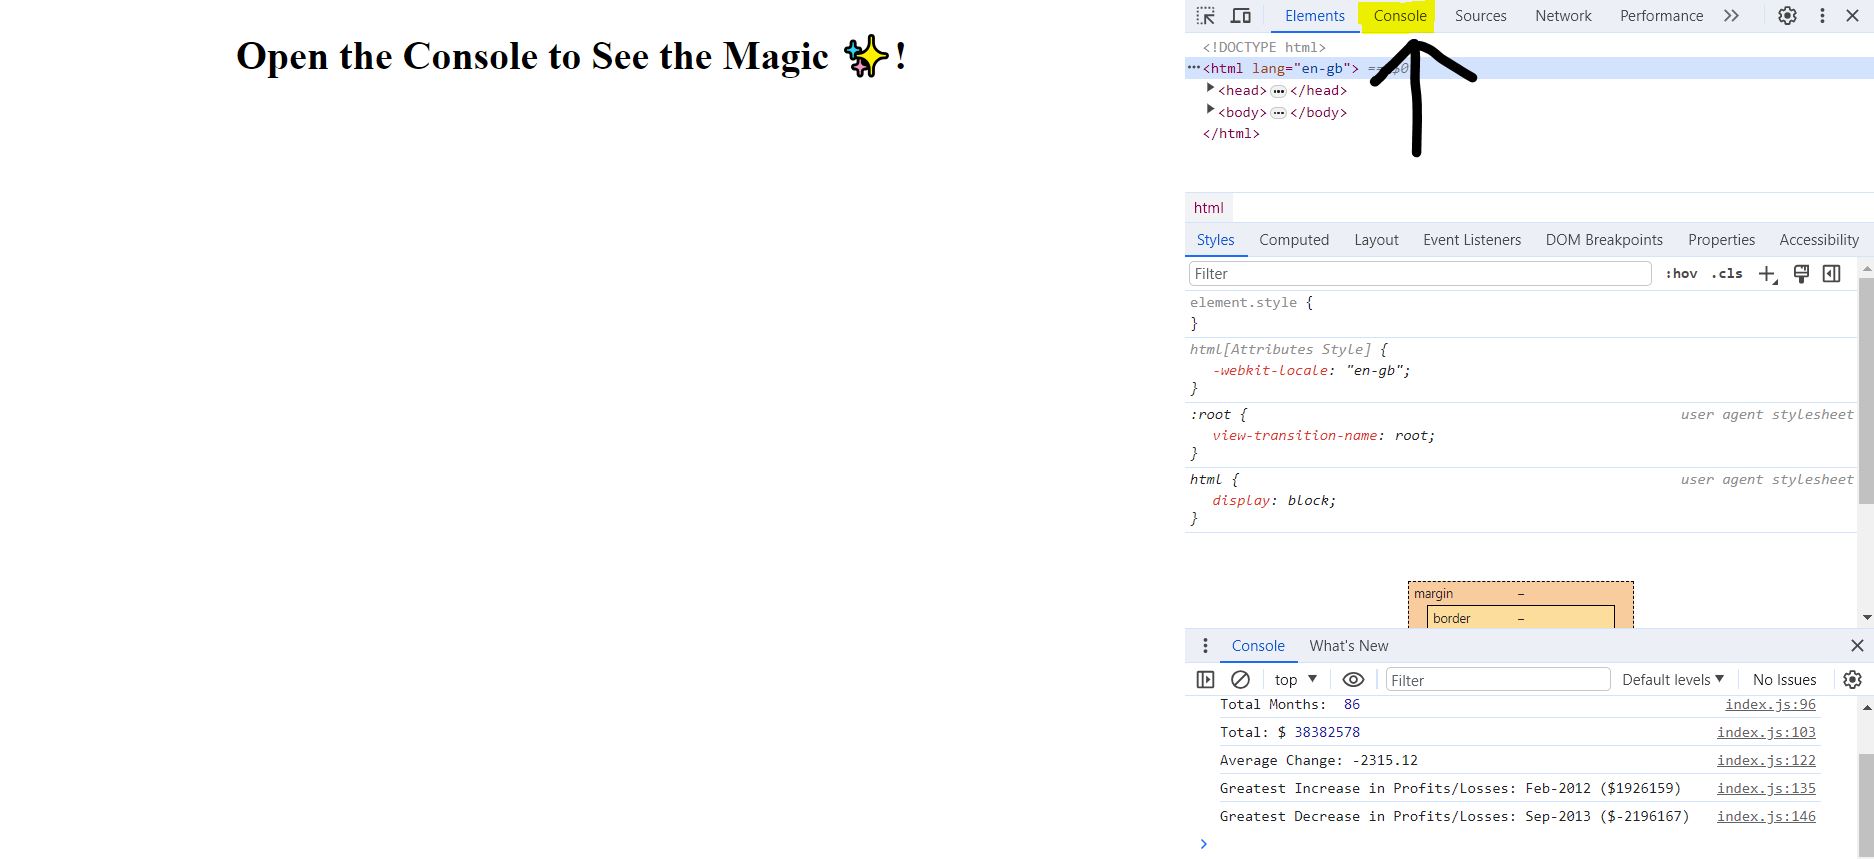 Open the Console to See the Magic ✨!
Elements Console Sources Network Performance
<!DOCTYPE html>
<html lang="en-gb"> == $0
<head> … </head>
<body> … </body>
</html>
html
Styles Computed Layout Event Listeners DOM Breakpoints Properties Accessibility
Filter :hov .cls
element.style {
}
html[Attributes Style] {
-webkit-locale: "en-gb";
}
:root { user agent stylesheet
view-transition-name: root;
}
html { user agent stylesheet
display: block;
}
margin –
border –
Console What's New
top Filter Default levels No Issues
Total Months: 86 index.js:96
Total: $ 38382578 index.js:103
Average Change: -2315.12 index.js:122
Greatest Increase in Profits/Losses: Feb-2012 ($1926159) index.js:135
Greatest Decrease in Profits/Losses: Sep-2013 ($-2196167) index.js:146